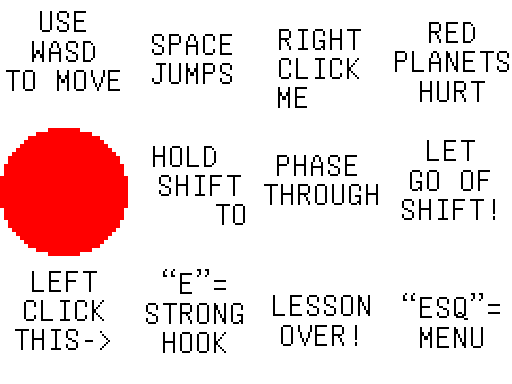 USE
WASD
TO MOVE
SPACE
JUMPS
RIGHT
CLICK
ME
RED
PLANETS
HURT
HOLD
SHIFT
TO
PHASE
THROUGH
LET
GO OF
SHIFT!
LEFT
CLICK
THIS->
“E”=
STRONG
HOOK
LESSON
OVER!
“ESQ”=
MENU